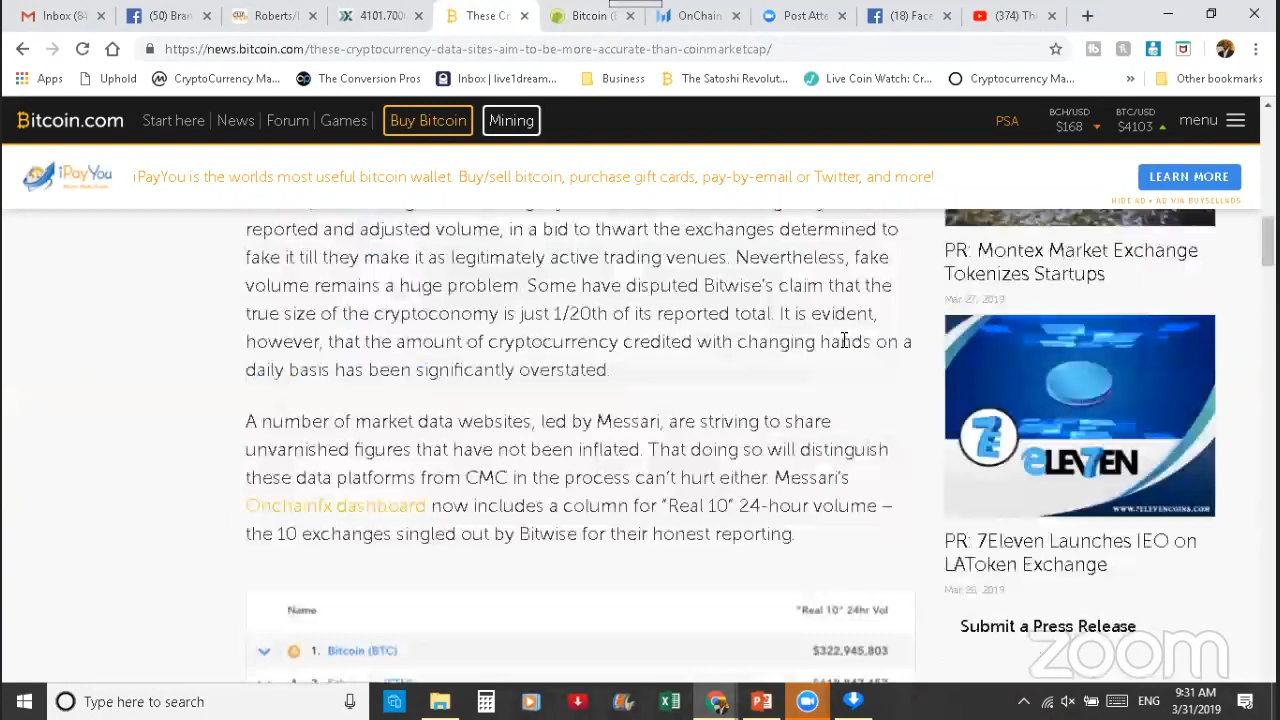 Inbox (84
(50) Bran
Roberts/
4101.700
These Cr
Bitcoin (
OnChain
Post Atte
(18) Face
(374) Tha
https://news.bitcoin.com/these-cryptocurrency-data-sites-aim-to-be-more-accurate-than-coinmarketcap/
Apps
Uphold
CryptoCurrency Ma...
The Conversion Pros
Inbox | live1dream...
Business
The Satoshi Revolut...
Live Coin Watch: Cr...
Cryptocurrency Ma...
»
Other bookmarks
Bitcoin.com
Start here | News | Forum | Games |
Buy Bitcoin
Mining
PSA
BCH/USD
$168
BTC/USD
$4103
menu
iPayYou
iPayYou is the worlds most useful bitcoin wallet. Buy/sell bitcoin, purchase gift cards, pay-by-email or Twitter, and more!
LEARN MORE
HIDE AD • AD VIA BUYSELLADS
reported and adjusted volume, in a bid to thwart the exchanges determined to
fake it till they make it as legitimately active trading venues. Nevertheless, fake
volume remains a huge problem. Some have disputed Bitwise's claim that the
true size of the cryptoconomy is just 1/20th of its reported total. It is evident,
however, that the amount of cryptocurrency credited with changing hands on a
daily basis has been significantly overstated.
A number of market data websites, led by Messari, are striving to share
unvarnished figures that have not been inflated. That doing so will distinguish
these data platforms from CMC in the process can't hurt either. Messari's
Onchainfx dashboard now includes a column for “Real 10” 24-hour volume –
the 10 exchanges singled out by Bitwise for their honest reporting.
Name
"Real 10" 24hr Vol
1. Bitcoin (BTC)
$322,945,803
PR: Montex Market Exchange
Tokenizes Startups
Mar 27, 2019
7E
ELEV7EN
WWW.7ELEVENCOINS.COM
PR: 7Eleven Launches IEO on
LAToken Exchange
Mar 26, 2019
Submit a Press Release
zoom
Type here to search
ENG
9:31 AM
3/31/2019